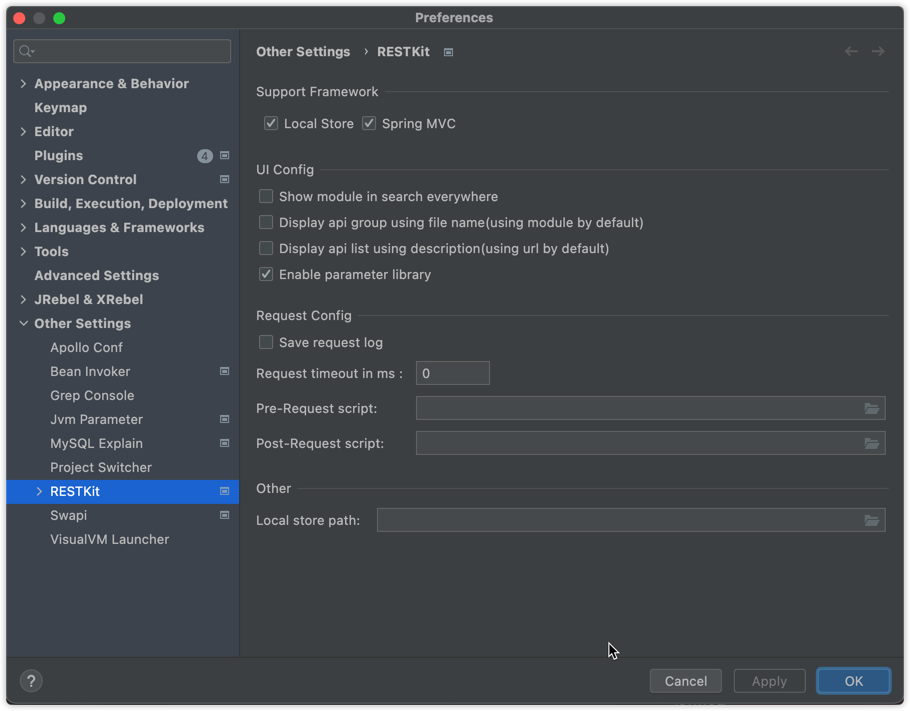 Preferences
Other Settings › RESTKit
Appearance & Behavior
Keymap
Editor
Plugins 4
Version Control
Build, Execution, Deployment
Languages & Frameworks
Tools
Advanced Settings
JRebel & XRebel
Other Settings
Apollo Conf
Bean Invoker
Grep Console
Jvm Parameter
MySQL Explain
Project Switcher
RESTKit
Swapi
VisualVM Launcher
Support Framework
Local Store Spring MVC
UI Config
Show module in search everywhere
Display api group using file name(using module by default)
Display api list using description(using url by default)
Enable parameter library
Request Config
Save request log
Request timeout in ms : 0
Pre-Request script:
Post-Request script:
Other
Local store path:
? Cancel Apply OK